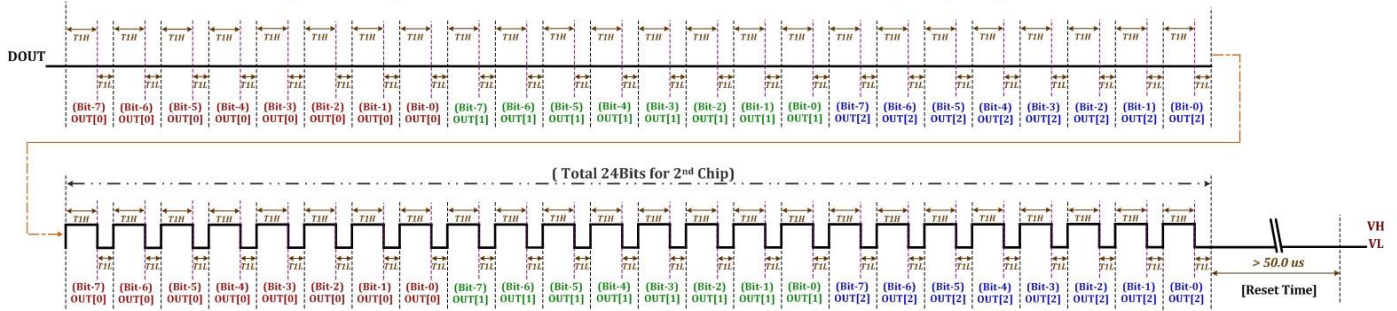 T1H T1H T1H T1H T1H T1H T1H T1H T1H T1H T1H T1H T1H T1H T1H T1H T1H T1H T1H T1H T1H T1H T1H T1H
DOUT
T1L T1L T1L T1L T1L T1L T1L T1L T1L T1L T1L T1L T1L T1L T1L T1L T1L T1L T1L T1L T1L T1L T1L T1L
(Bit-7) (Bit-6) (Bit-5) (Bit-4) (Bit-3) (Bit-2) (Bit-1) (Bit-0) (Bit-7) (Bit-6) (Bit-5) (Bit-4) (Bit-3) (Bit-2) (Bit-1) (Bit-0) (Bit-7) (Bit-6) (Bit-5) (Bit-4) (Bit-3) (Bit-2) (Bit-1) (Bit-0)
OUT[0] OUT[0] OUT[0] OUT[0] OUT[0] OUT[0] OUT[0] OUT[0] OUT[1] OUT[1] OUT[1] OUT[1] OUT[1] OUT[1] OUT[1] OUT[1] OUT[2] OUT[2] OUT[2] OUT[2] OUT[2] OUT[2] OUT[2] OUT[2]
( Total 24Bits for 2nd Chip)
T1H T1H T1H T1H T1H T1H T1H T1H T1H T1H T1H T1H T1H T1H T1H T1H T1H T1H T1H T1H T1H T1H T1H T1H
VH
VL
T1L T1L T1L T1L T1L T1L T1L T1L T1L T1L T1L T1L T1L T1L T1L T1L T1L T1L T1L T1L T1L T1L T1L T1L
> 50.0 us
(Bit-7) (Bit-6) (Bit-5) (Bit-4) (Bit-3) (Bit-2) (Bit-1) (Bit-0) (Bit-7) (Bit-6) (Bit-5) (Bit-4) (Bit-3) (Bit-2) (Bit-1) (Bit-0) (Bit-7) (Bit-6) (Bit-5) (Bit-4) (Bit-3) (Bit-2) (Bit-1) (Bit-0)
OUT[0] OUT[0] OUT[0] OUT[0] OUT[0] OUT[0] OUT[0] OUT[0] OUT[1] OUT[1] OUT[1] OUT[1] OUT[1] OUT[1] OUT[1] OUT[1] OUT[2] OUT[2] OUT[2] OUT[2] OUT[2] OUT[2] OUT[2] OUT[2]
[Reset Time]